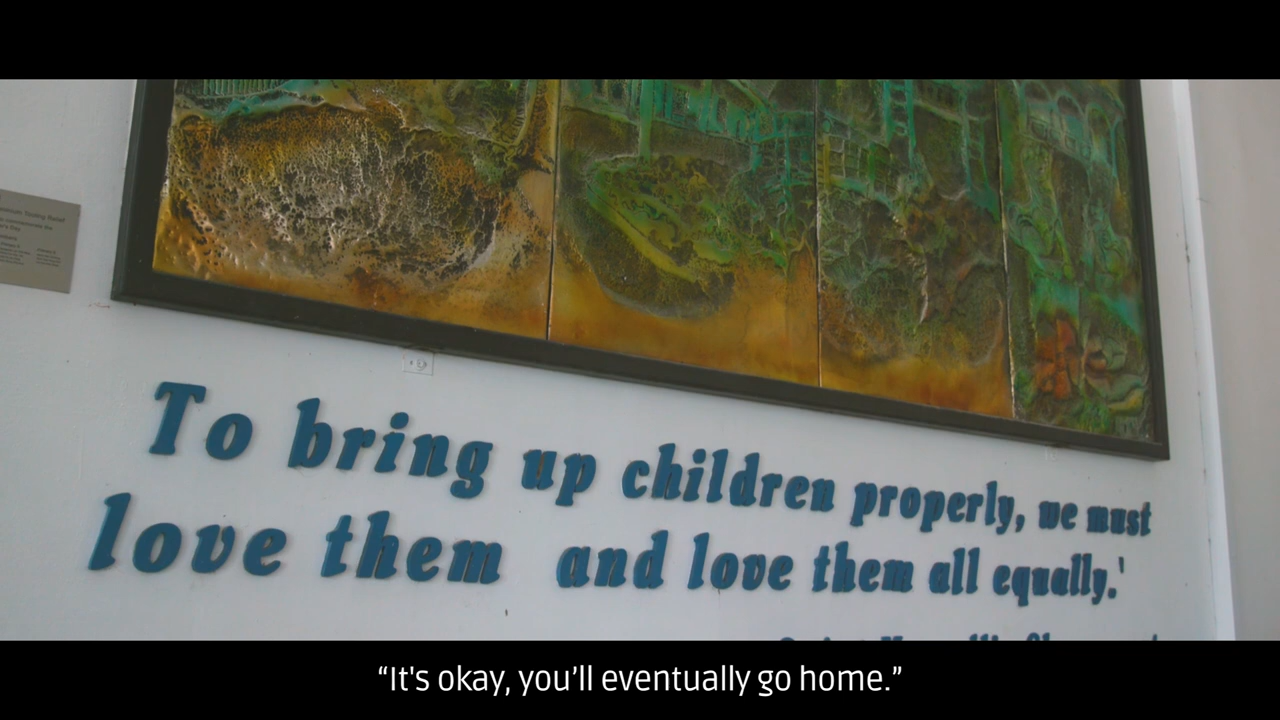 To bring up children properly, we must
love them and love them all equally.'
“It's okay, you’ll eventually go home.”